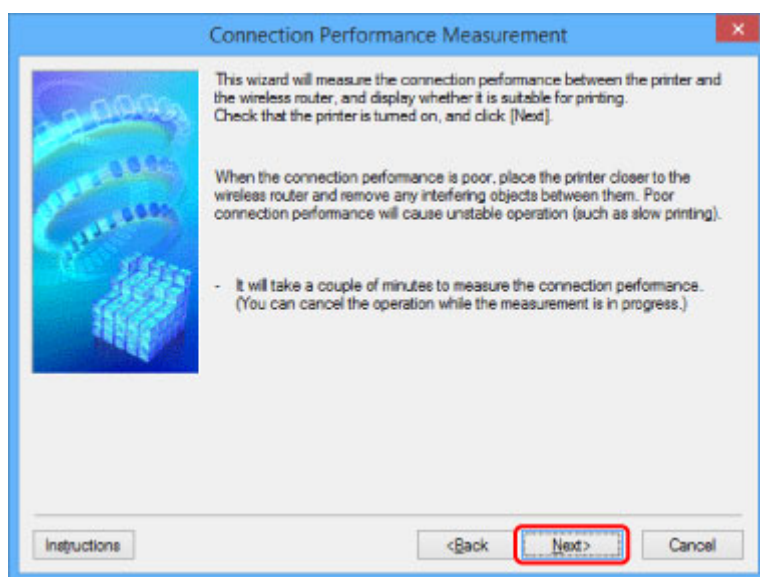 Connection Performance Measurement
This wizard will measure the connection performance between the printer and
the wireless router, and display whether it is suitable for printing.
Check that the printer is turned on, and click [Next].
When the connection performance is poor, place the printer closer to the
wireless router and remove any interfering objects between them. Poor
connection performance will cause unstable operation (such as slow printing).
- It will take a couple of minutes to measure the connection performance.
(You can cancel the operation while the measurement is in progress.)
Instructions <Back Next> Cancel